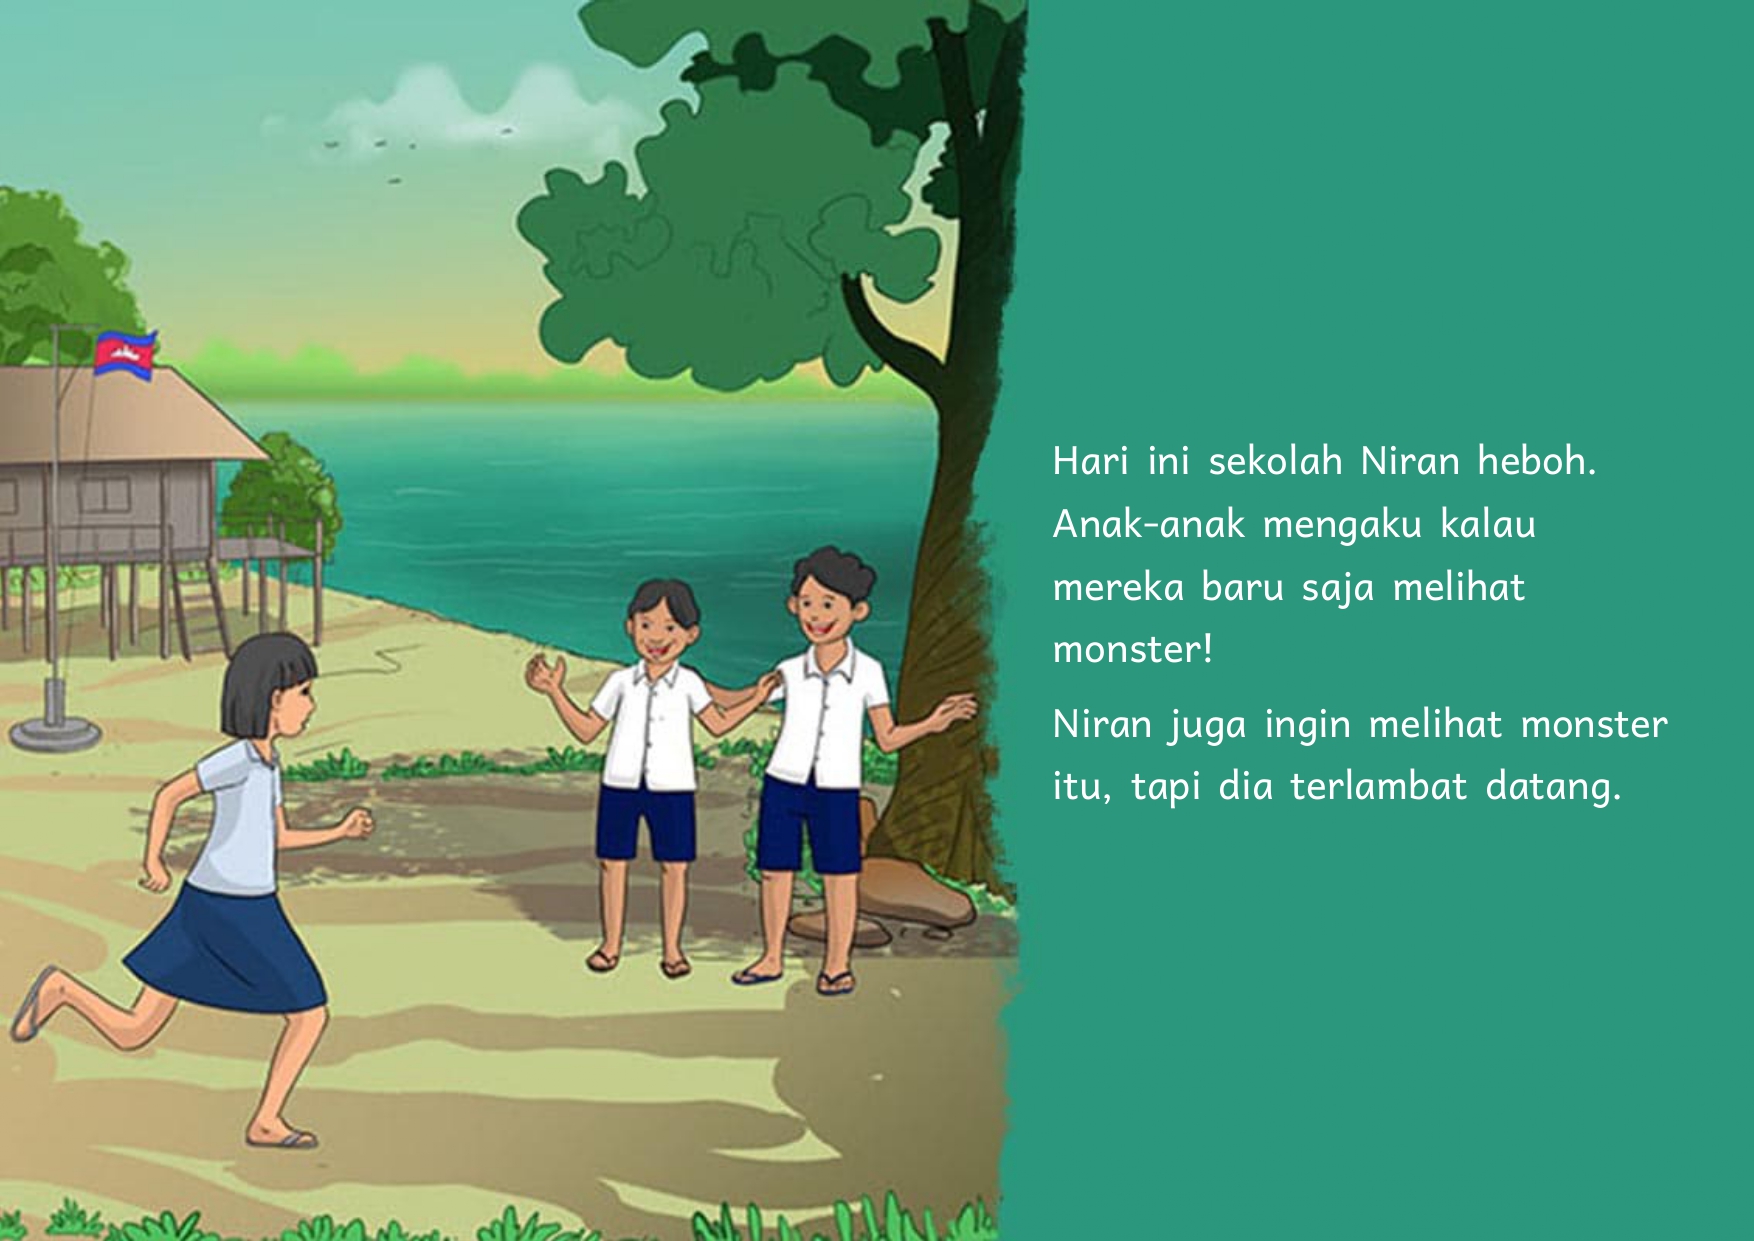 Hari ini sekolah Niran heboh.
Anak-anak mengaku kalau
mereka baru saja melihat
monster!
Niran juga ingin melihat monster
itu, tapi dia terlambat datang.